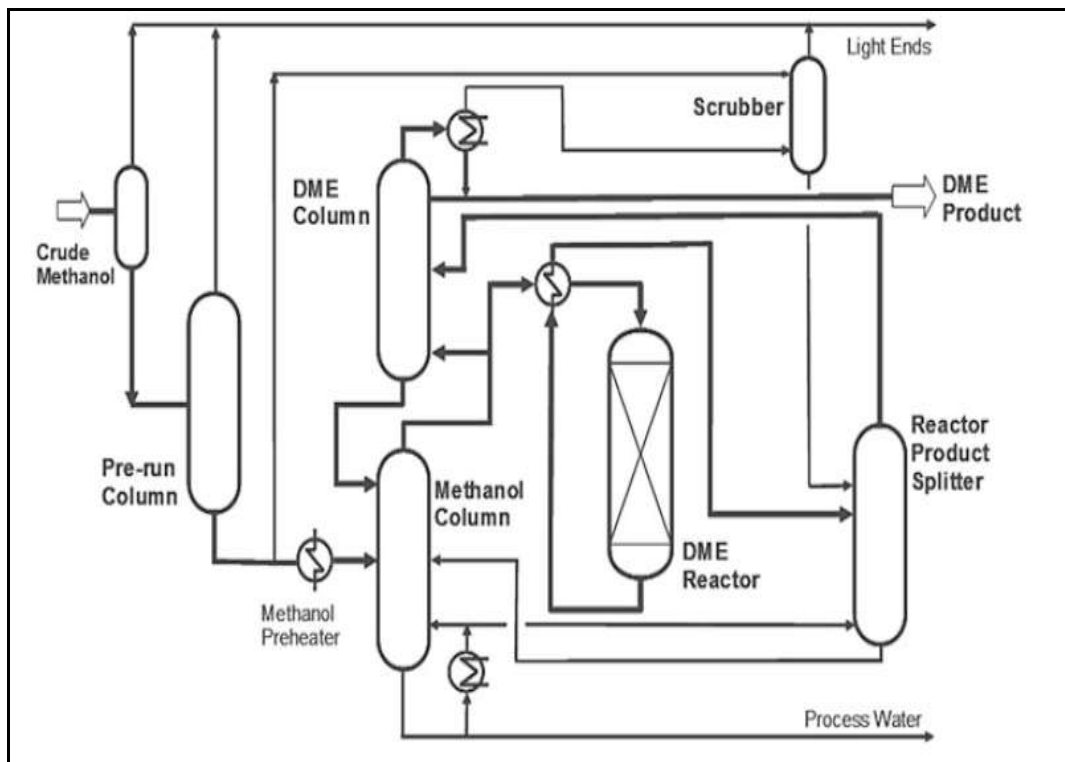 Light Ends
Scrubber
DME
Column
DME
Product
Crude
Methanol
Pre-run
Column
Methanol
Column
Reactor
Product
Splitter
DME
Reactor
Methanol
Preheater
Process Water